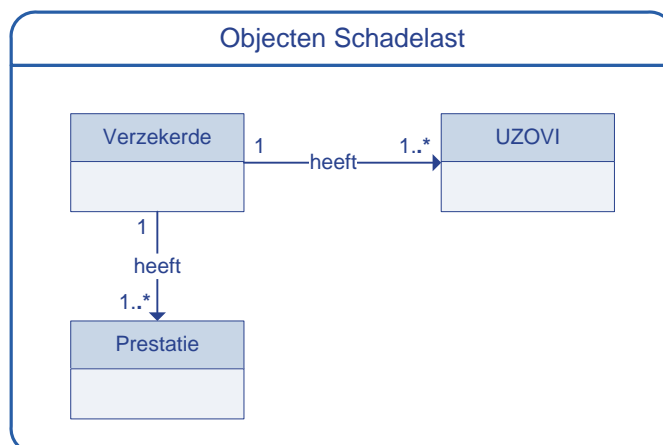 Objecten Schadelast
Verzekerde
UZOVI
1
heeft
1..*
1
heeft
1..*
Prestatie